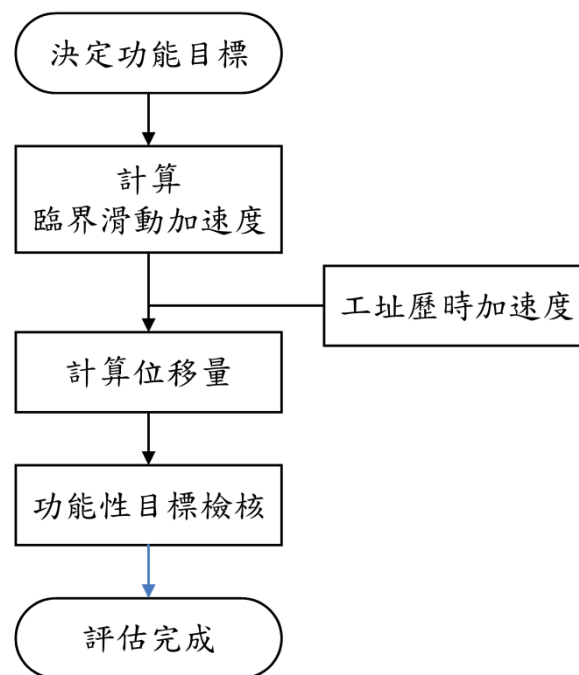 決定功能目標
計算
臨界滑動加速度
工址歷時加速度
計算位移量
功能性目標檢核
評估完成